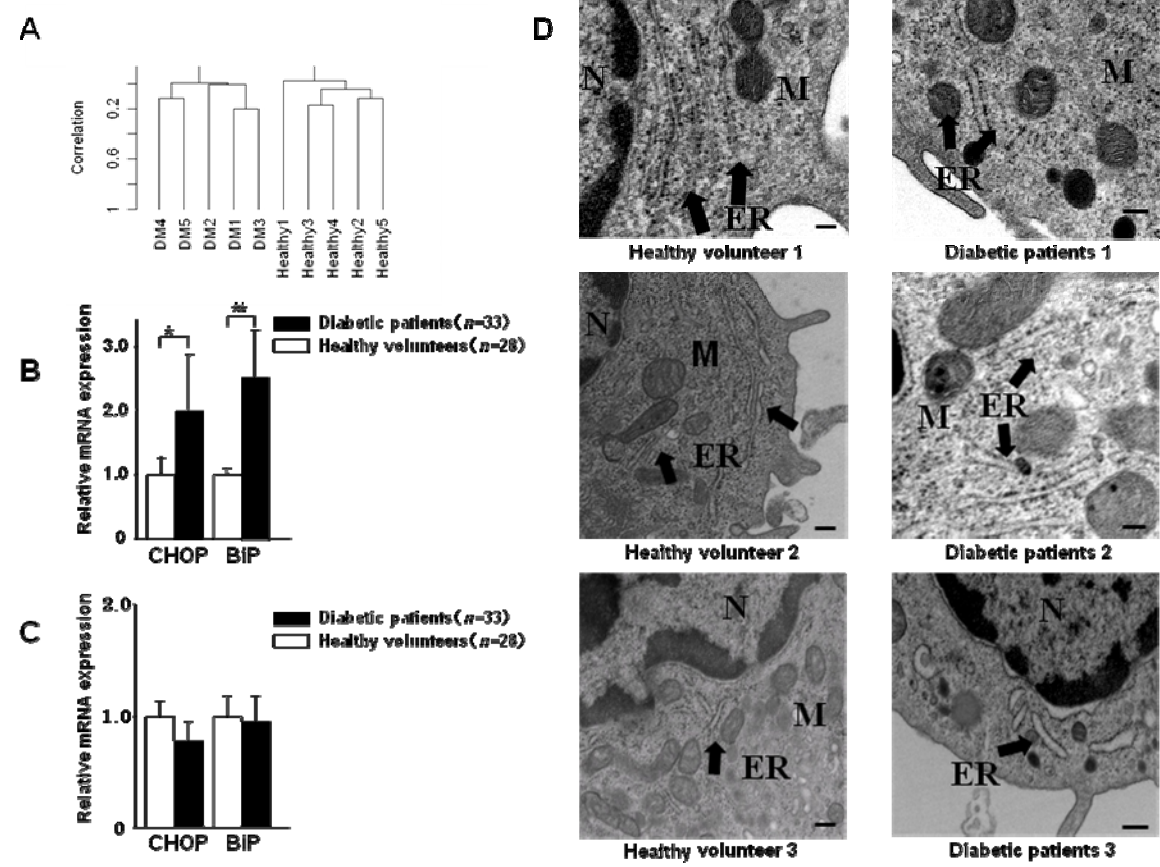 A
Correlation
0.2
0.6
1
DM4
DM5
DM2
DM1
DM3
Healthy1
Healthy3
Healthy4
Healthy2
Healthy5
B
Relative mRNA expression
3.0
2.0
1.0
0
*
**
Diabetic patients(n=33)
Healthy volunteers(n=28)
CHOP BiP
C
Relative mRNA expression
2.0
1.0
0
Diabetic patients(n=33)
Healthy volunteers(n=28)
CHOP BiP
D
N
M
ER
Healthy volunteer 1
M
ER
Diabetic patients 1
N
M
ER
Healthy volunteer 2
M
ER
Diabetic patients 2
N
M
ER
Healthy volunteer 3
N
ER
Diabetic patients 3